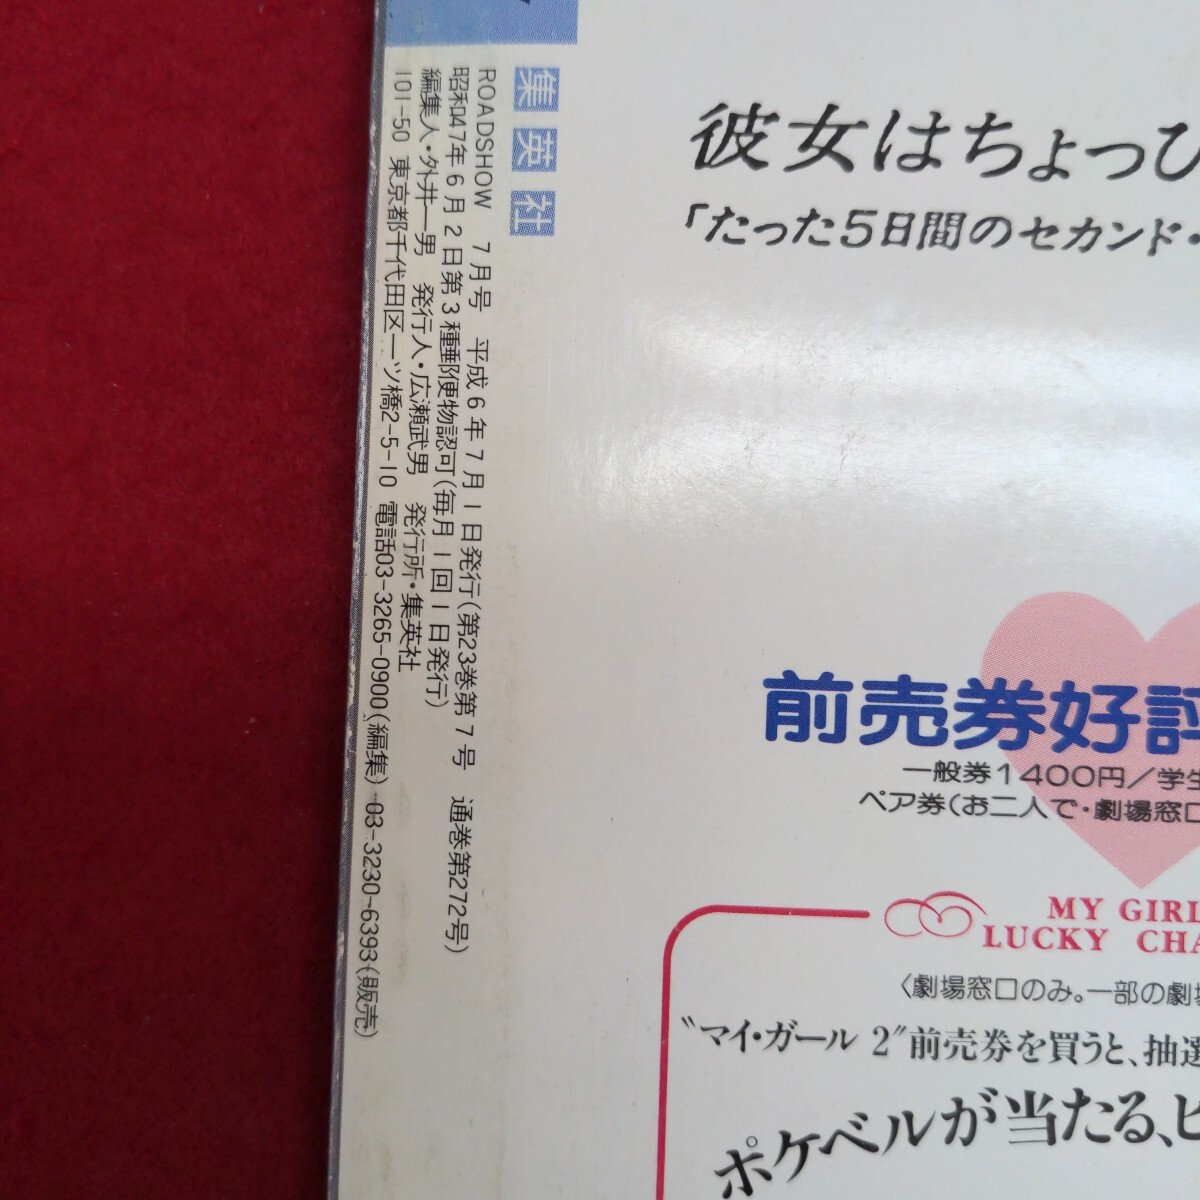 集英社
ROADSHOW 7月号 平成6年7月1日発行(第23巻第7号 通巻第272号)
昭和47年6月2日第3種郵便物認可(毎月1回1日発行)
編集人・外井一男 発行人・広瀬武男 発行所・集英社
101-50 東京都千代田区一ツ橋2-5-10 電話03-3265-0900(編集) 03-3230-6393(販売)
彼女はちょっぴ
「たった5日間のセカンド・
前売券好評
一般券1400円/学生
ペア券(お二人で・劇場窓口
MY GIRL
LUCKY CHA
〈劇場窓口のみ。一部の劇場
〝マイ・ガール 2〟前売券を買うと、抽選
ポケベルが当たる、ビ